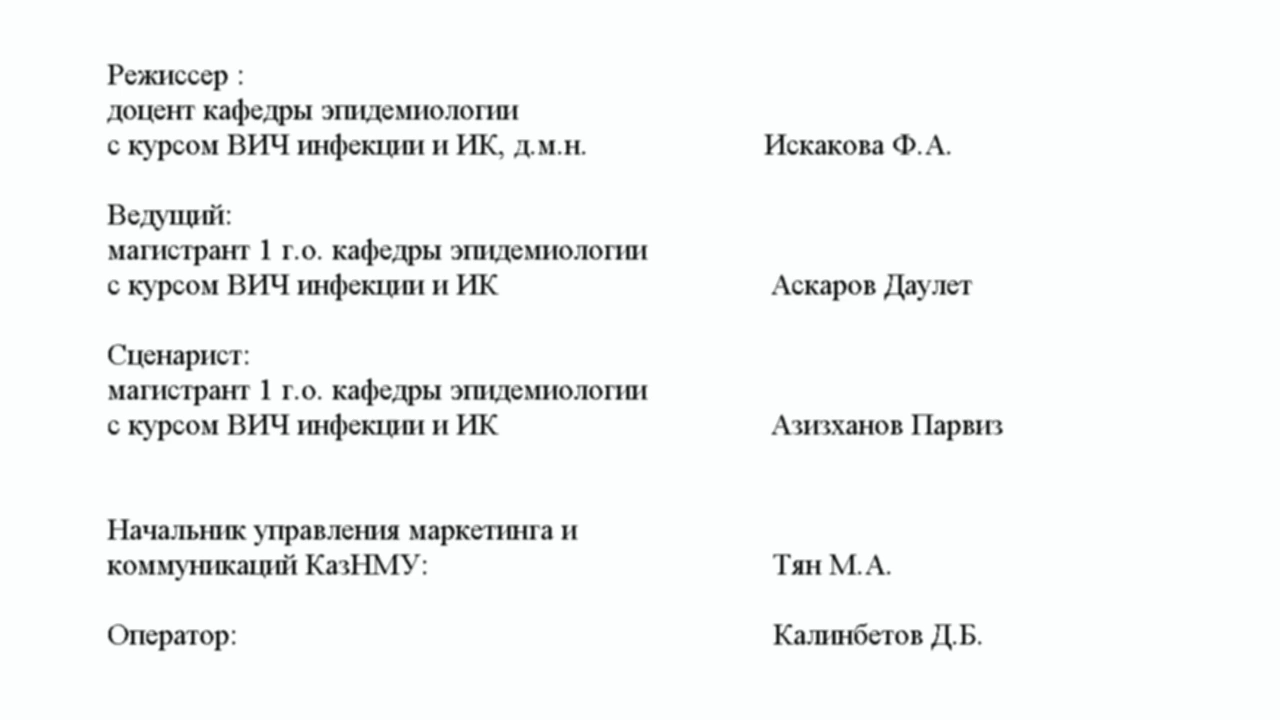 Режиссер :
доцент кафедры эпидемиологии
с курсом ВИЧ инфекции и ИК, д.м.н. Искакова Ф.А.
Ведущий:
магистрант 1 г.о. кафедры эпидемиологии
с курсом ВИЧ инфекции и ИК Аскаров Даулет
Сценарист:
магистрант 1 г.о. кафедры эпидемиологии
с курсом ВИЧ инфекции и ИК Азизханов Парвиз
Начальник управления маркетинга и
коммуникаций КазНМУ: Тян М.А.
Оператор: Калинбетов Д.Б.